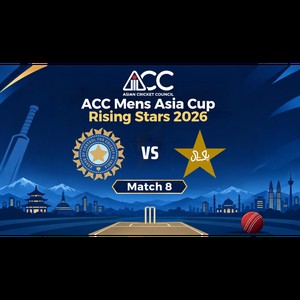 ACC
ASIAN CRICKET COUNCIL
ACC Mens Asia Cup
Rising Stars 2026
VS
Match 8